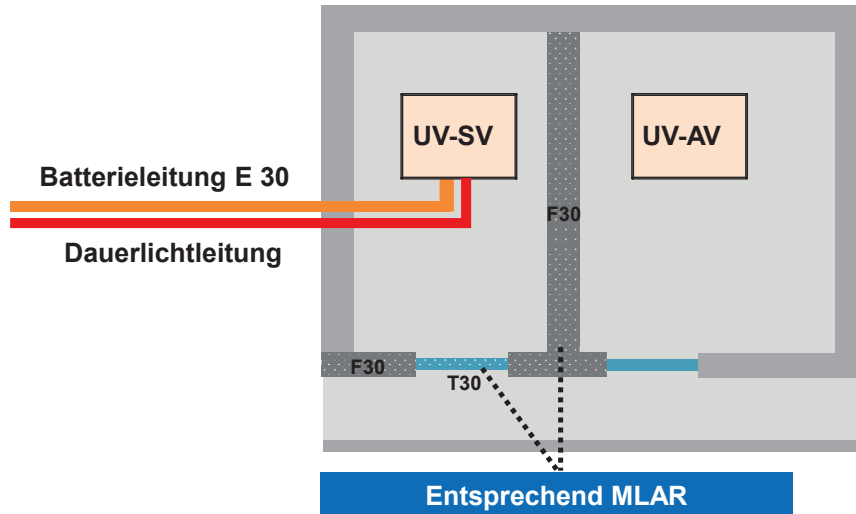 UV-SV
UV-AV
Batterieleitung E 30
F30
Dauerlichtleitung
F30
T30
Entsprechend MLAR